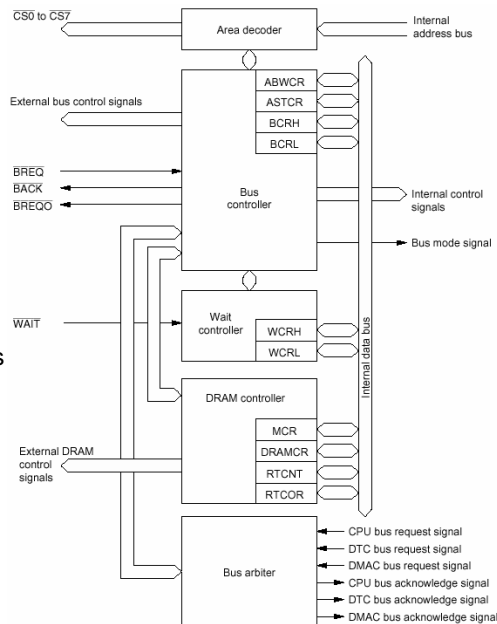 CS0 to CS7
Area decoder
Internal
address bus
ABWCR
ASTCR
BCRH
BCRL
External bus control signals
BREQ
BACK
BREQO
Bus
controller
Internal control
signals
Bus mode signal
WAIT
Wait
controller
WCRH
WCRL
s
Internal data bus
DRAM controller
MCR
DRAMCR
RTCNT
RTCOR
External DRAM
control
signals
Bus arbiter
CPU bus request signal
DTC bus request signal
DMAC bus request signal
CPU bus acknowledge signal
DTC bus acknowledge signal
DMAC bus acknowledge signal